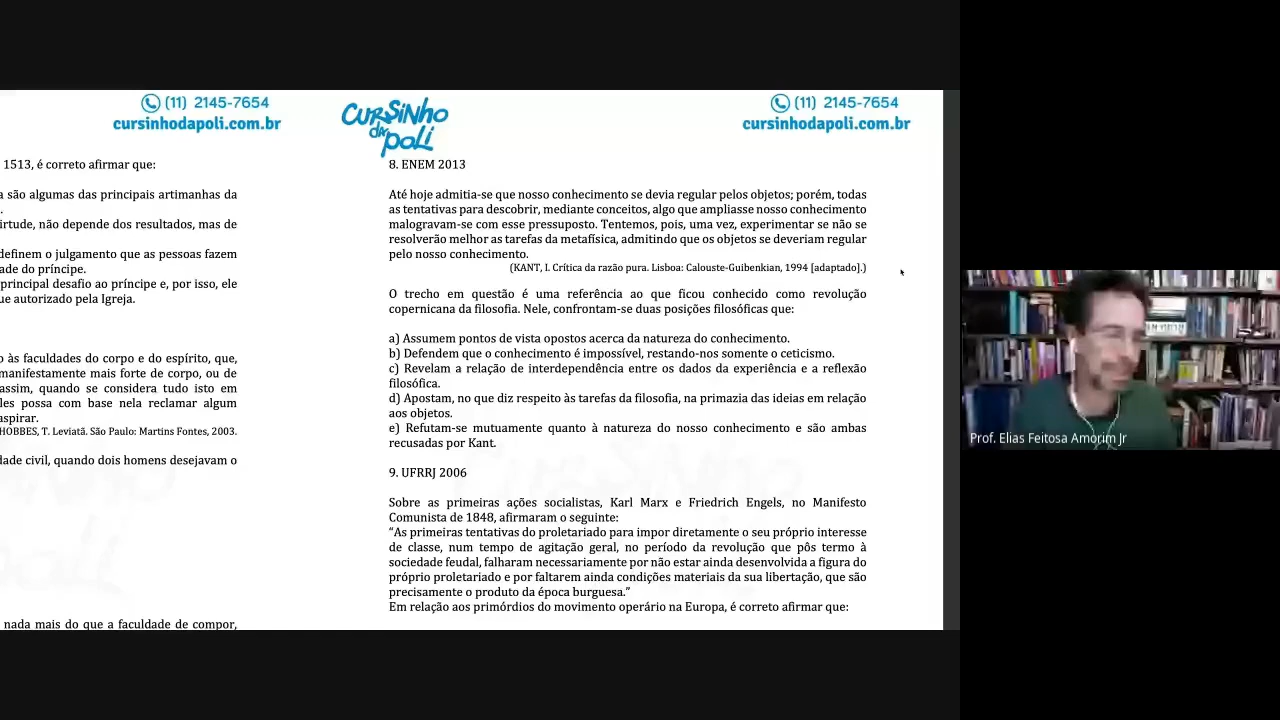 (11) 2145-7654
cursinhodapoli.com.br
1513, é correto afirmar que:
a são algumas das principais artimanhas da
.
irtude, não depende dos resultados, mas de
definem o julgamento que as pessoas fazem
ade do príncipe.
principal desafio ao príncipe e, por isso, ele
ue autorizado pela Igreja.
o às faculdades do corpo e do espírito, que,
manifestamente mais forte de corpo, ou de
assim, quando se considera tudo isto em
les possa com base nela reclamar algum
aspirar.
HOBBES, T. Leviatã. São Paulo: Martins Fontes, 2003.
dade civil, quando dois homens desejavam o
nada mais do que a faculdade de compor,
CURSINHO
da
POLI
(11) 2145-7654
cursinhodapoli.com.br
8. ENEM 2013
Até hoje admitia-se que nosso conhecimento se devia regular pelos objetos; porém, todas
as tentativas para descobrir, mediante conceitos, algo que ampliasse nosso conhecimento
malogravam-se com esse pressuposto. Tentemos, pois, uma vez, experimentar se não se
resolverão melhor as tarefas da metafísica, admitindo que os objetos se deveriam regular
pelo nosso conhecimento.
(KANT, I. Crítica da razão pura. Lisboa: Calouste-Guibenkian, 1994 [adaptado].)
O trecho em questão é uma referência ao que ficou conhecido como revolução
copernicana da filosofia. Nele, confrontam-se duas posições filosóficas que:
a) Assumem pontos de vista opostos acerca da natureza do conhecimento.
b) Defendem que o conhecimento é impossível, restando-nos somente o ceticismo.
c) Revelam a relação de interdependência entre os dados da experiência e a reflexão
filosófica.
d) Apostam, no que diz respeito às tarefas da filosofia, na primazia das ideias em relação
aos objetos.
e) Refutam-se mutuamente quanto à natureza do nosso conhecimento e são ambas
recusadas por Kant.
9. UFRRJ 2006
Sobre as primeiras ações socialistas, Karl Marx e Friedrich Engels, no Manifesto
Comunista de 1848, afirmaram o seguinte:
“As primeiras tentativas do proletariado para impor diretamente o seu próprio interesse
de classe, num tempo de agitação geral, no período da revolução que pôs termo à
sociedade feudal, falharam necessariamente por não estar ainda desenvolvida a figura do
próprio proletariado e por faltarem ainda condições materiais da sua libertação, que são
precisamente o produto da época burguesa.”
Em relação aos primórdios do movimento operário na Europa, é correto afirmar que:
Prof. Elias Feitosa Amorim Jr